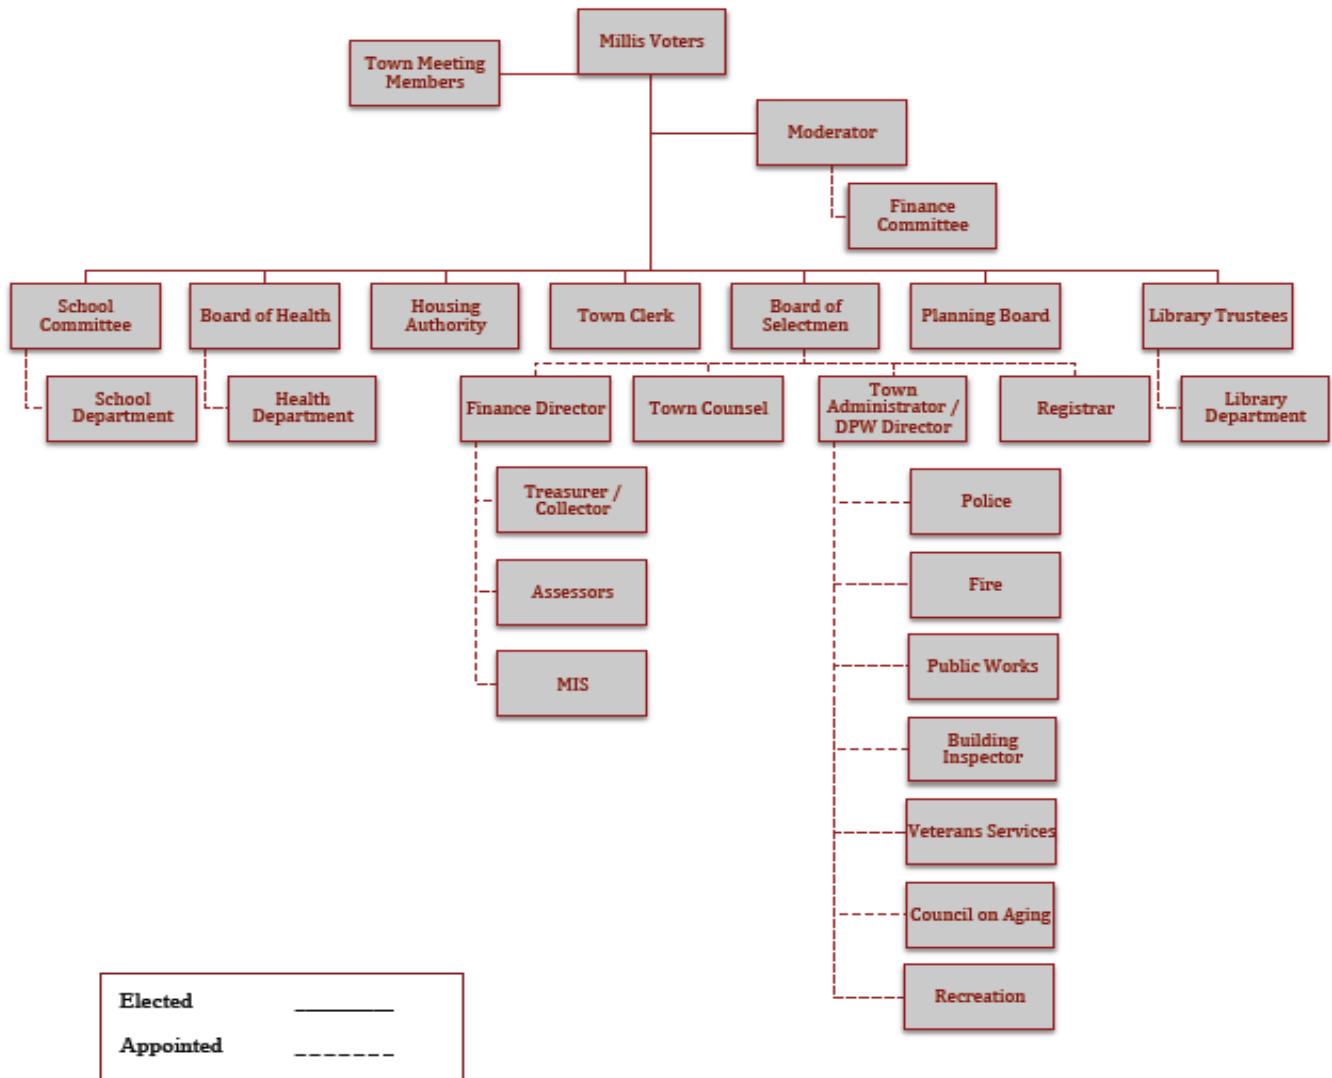 Millis Voters
Town Meeting
Members
Moderator
Finance
Committee
School
Committee
Board of Health
Housing
Authority
Town Clerk
Board of
Selectmen
Planning Board
Library Trustees
School
Department
Health
Department
Finance Director
Town Counsel
Town
Administrator /
DPW Director
Registrar
Library
Department
Treasurer /
Collector
Assessors
MIS
Police
Fire
Public Works
Building
Inspector
Veterans Services
Council on Aging
Recreation
Elected
Appointed